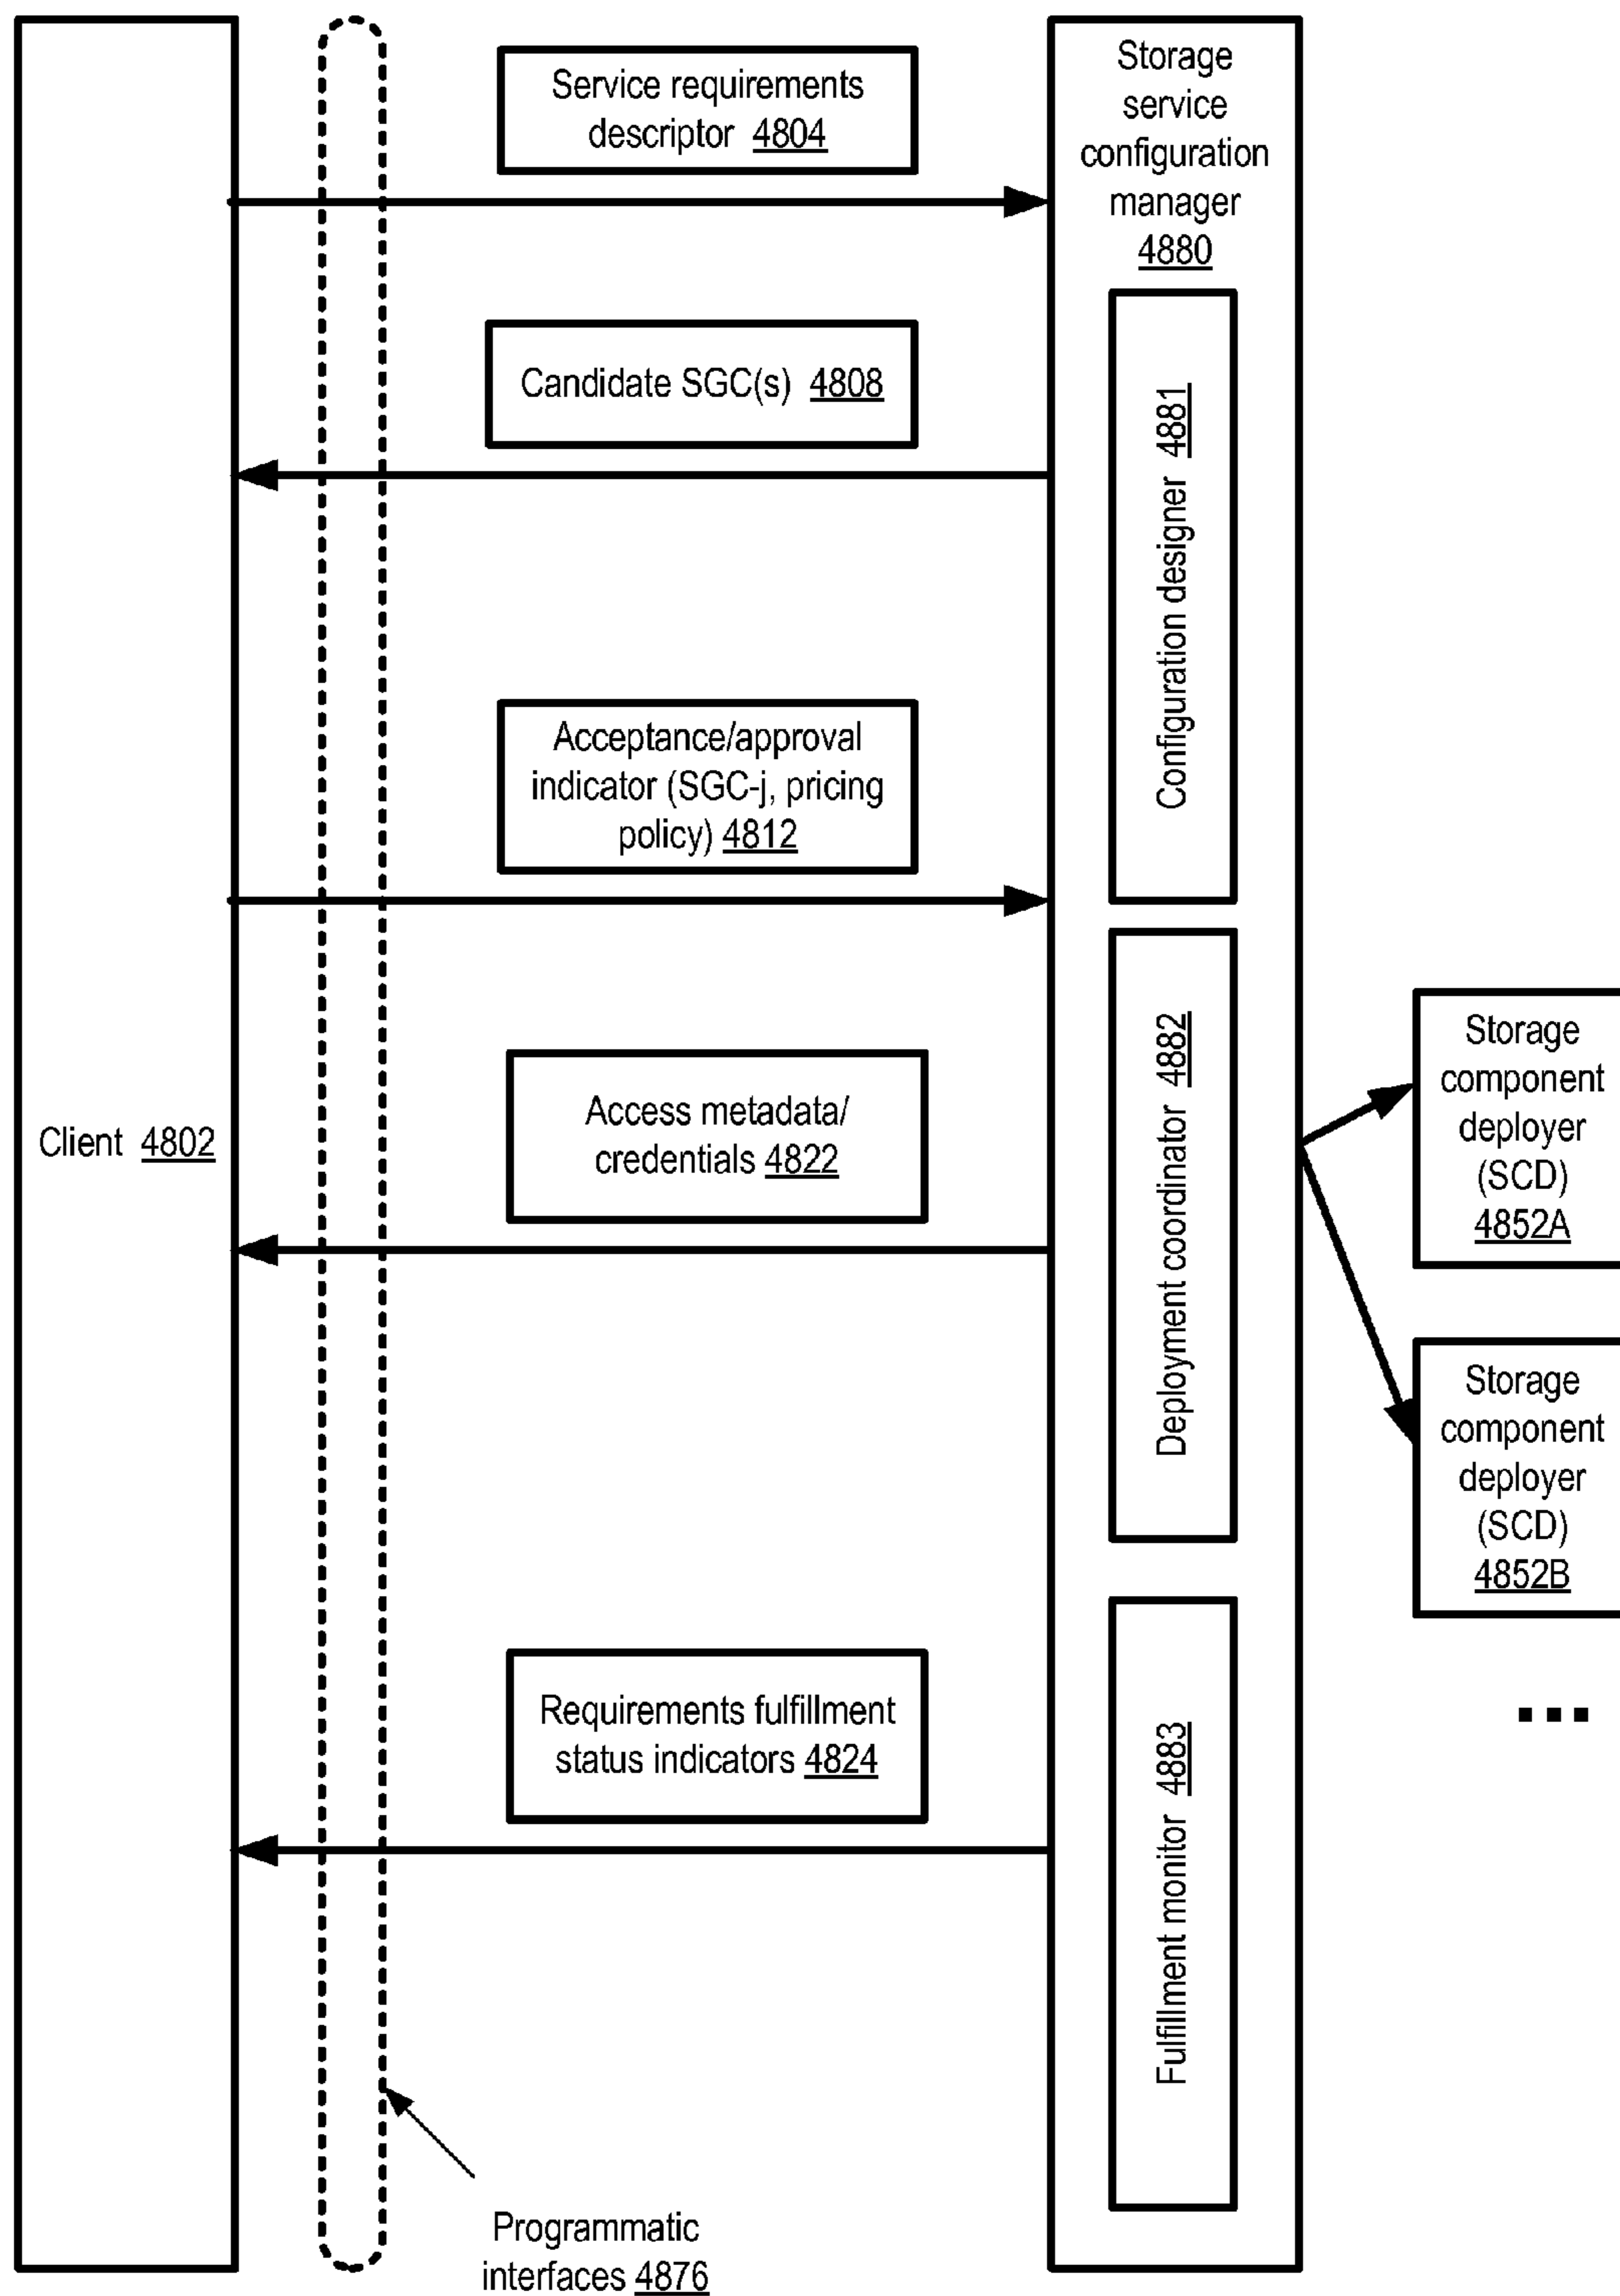 Service requirements
descriptor 4804
Storage
service
configuration
manager
4880
Candidate SGC(s) 4808
Configuration designer 4881
Acceptance/approval
indicator (SGC-j, pricing
policy) 4812
Client 4802
Access metadata/
credentials 4822
Deployment coordinator 4882
Storage
component
deployer
(SCD)
4852A
Storage
component
deployer
(SCD)
4852B
Requirements fulfillment
status indicators 4824
Fulfillment monitor 4883
...
Programmatic
interfaces 4876